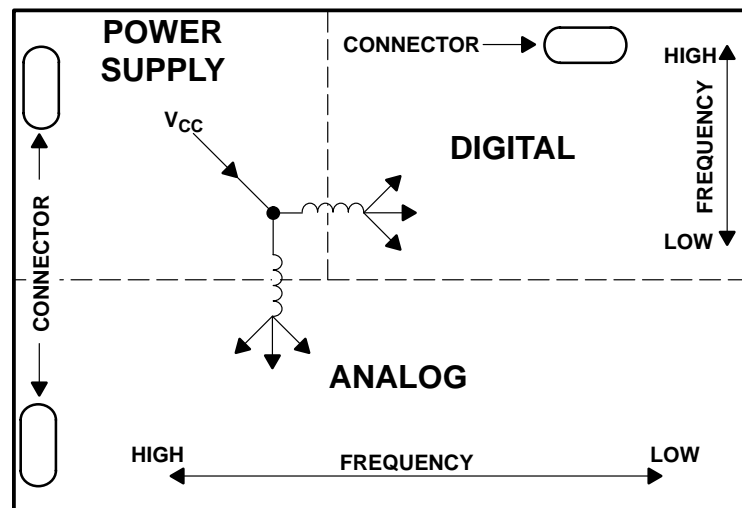 POWER
SUPPLY
CONNECTOR
HIGH
FREQUENCY
LOW
VCC
DIGITAL
CONNECTOR
ANALOG
HIGH
FREQUENCY
LOW